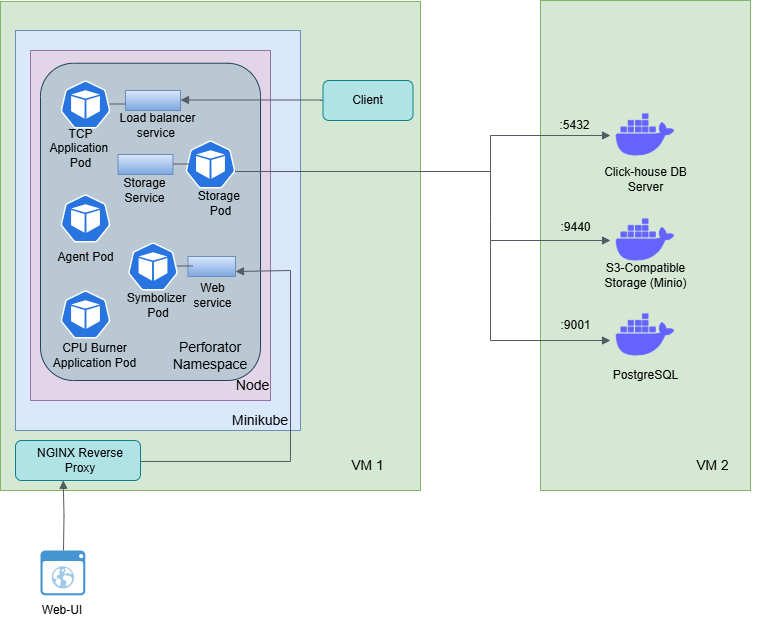 TCP
Application
Pod
Load balancer
service
Client
Storage
Service
Storage
Pod
Agent Pod
Symbolizer
Pod
Web
service
CPU Burner
Application Pod
Perforator
Namespace
Node
Minikube
NGINX Reverse
Proxy
VM 1
Web-UI
:5432
Click-house DB
Server
:9440
S3-Compatible
Storage (Minio)
:9001
PostgreSQL
VM 2